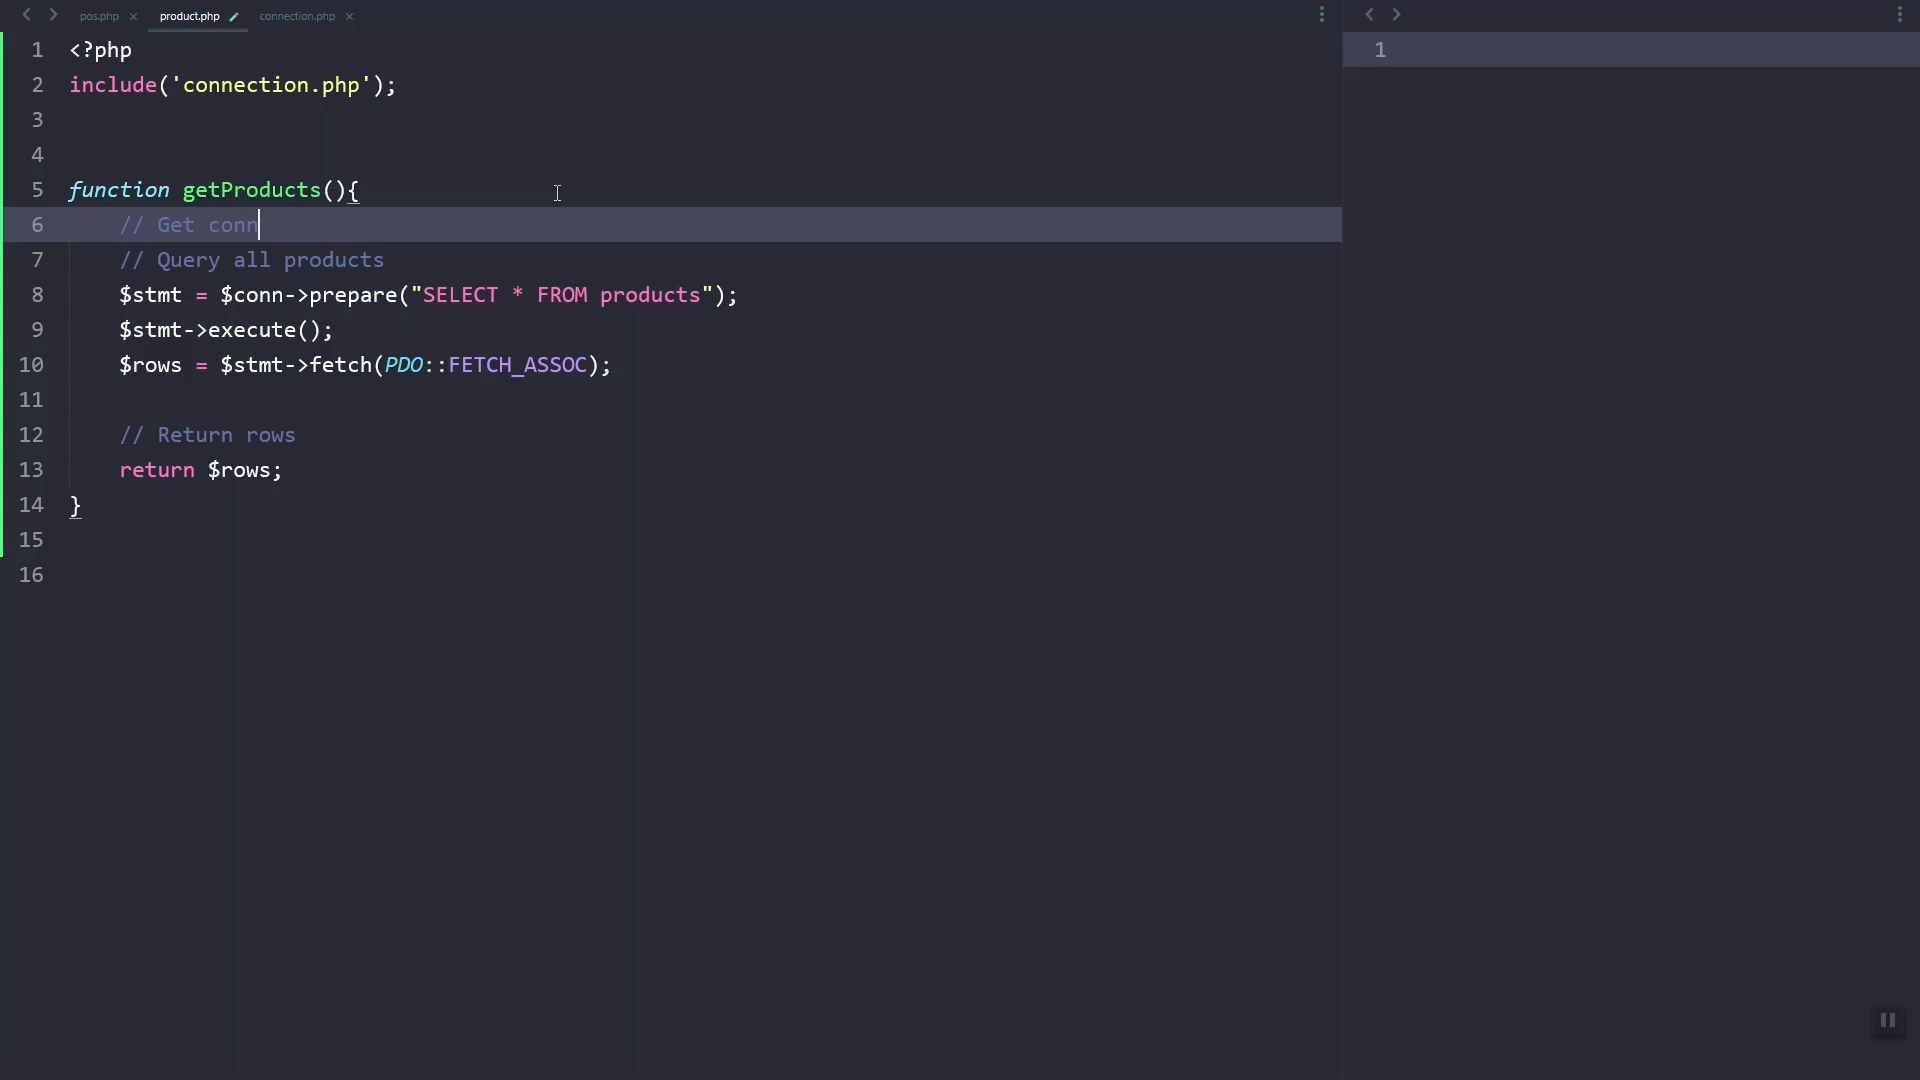 pos.php × product.php connection.php ×
1 <?php
2 include('connection.php');
3
4
5 function getProducts(){
6 // Get conn
7 // Query all products
8 $stmt = $conn->prepare("SELECT * FROM products");
9 $stmt->execute();
10 $rows = $stmt->fetch(PDO::FETCH_ASSOC);
11
12 // Return rows
13 return $rows;
14 }
15
16
1